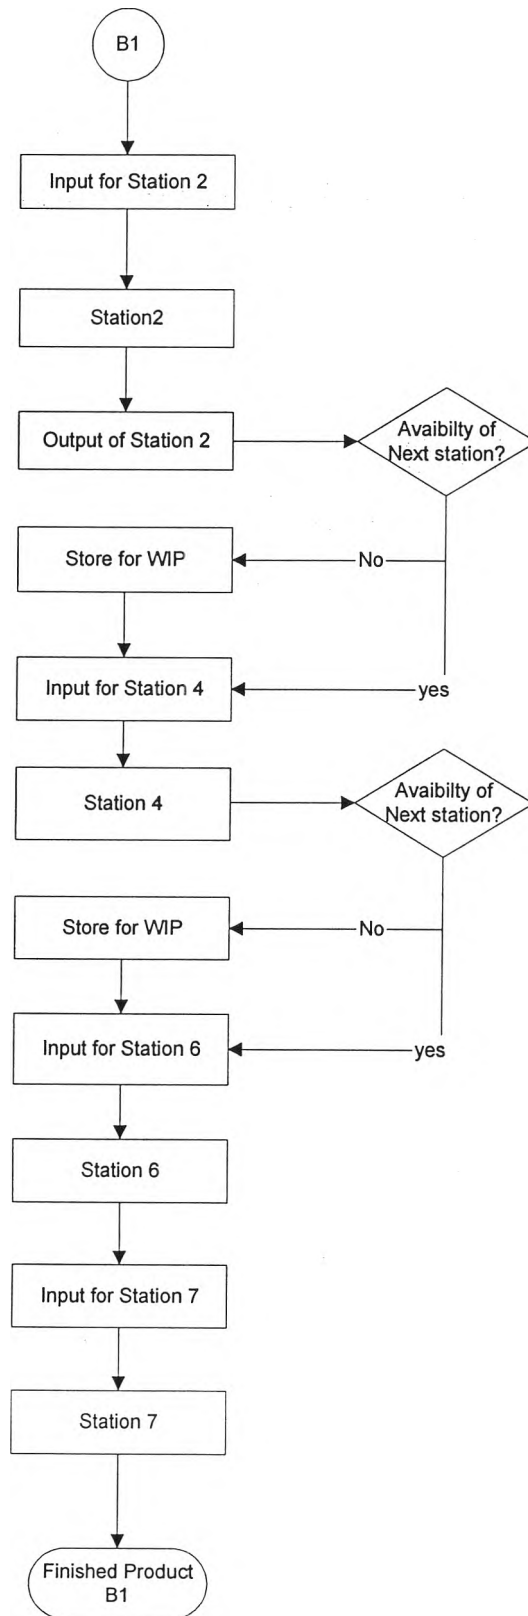 B1
Input for Station 2
Station2
Output of Station 2
Avaibilty of
Next station?
Store for WIP
No
Input for Station 4
yes
Station 4
Avaibilty of
Next station?
Store for WIP
No
Input for Station 6
yes
Station 6
Input for Station 7
Station 7
Finished Product
B1